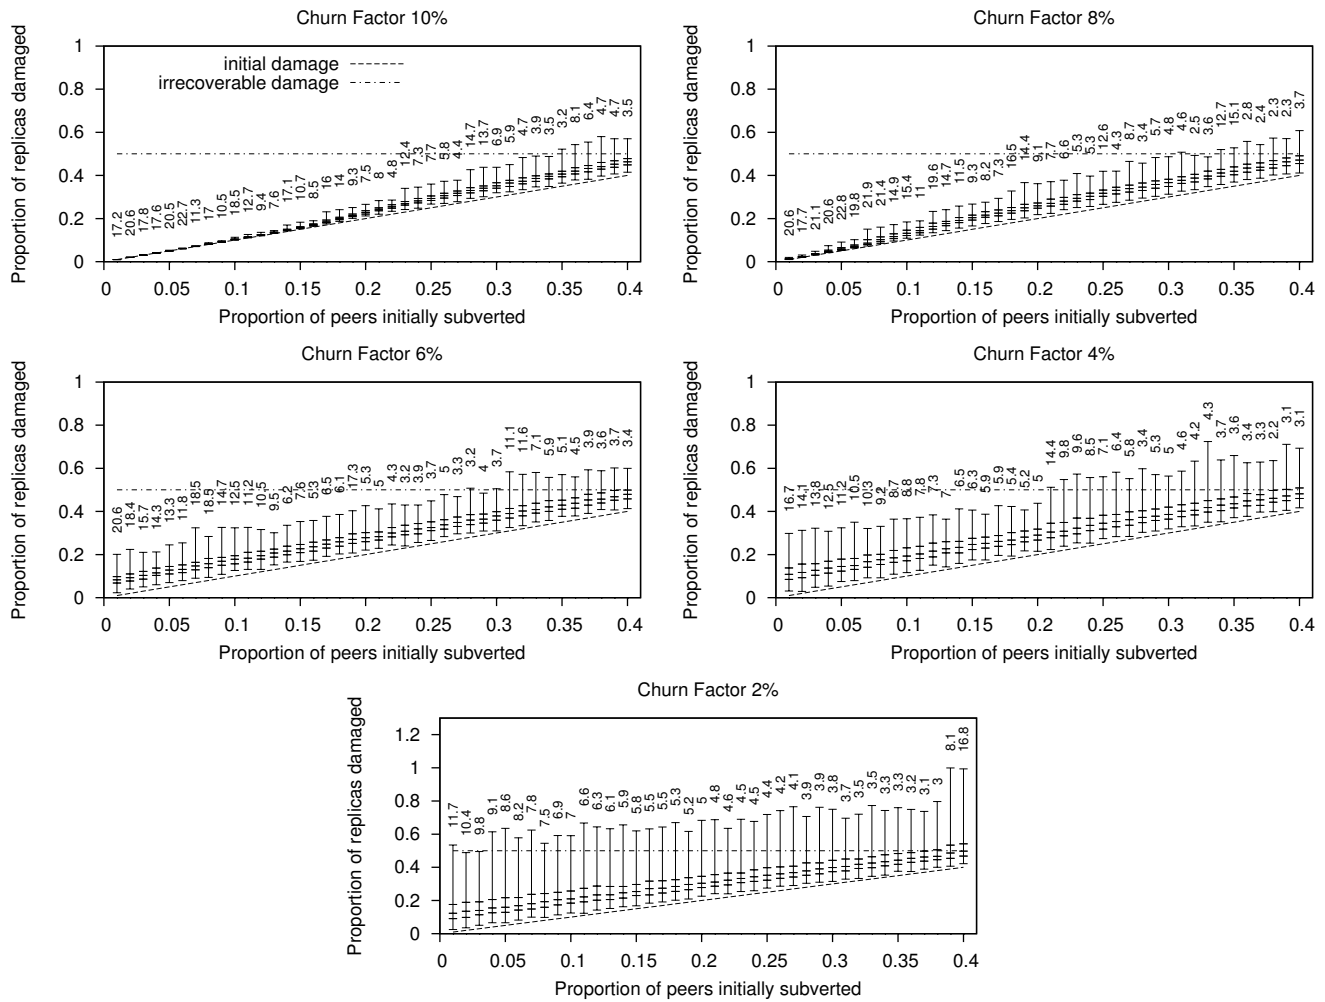 Churn Factor 10%
Proportion of replicas damaged
1
0.8
0.6
0.4
0.2
0
initial damage
irrecoverable damage
17.2 20.6 17.8 17.6 20.5 22.7 11.3 17 10.5 18.5 12.7 9.4 7.6 17.1 10.7 8.5 16 14 9.3 7.5 8 4.8 12.4 7.3 7.7 5.8 4.4 14.7 13.7 6.9 5.9 4.7 3.9 3.5 3.2 8.1 6.4 4.7 4.7 3.5
0 0.05 0.1 0.15 0.2 0.25 0.3 0.35 0.4
Proportion of peers initially subverted
Churn Factor 8%
Proportion of replicas damaged
1
0.8
0.6
0.4
0.2
0
20.6 17.7 21.1 20.6 22.8 19.8 21.9 21.4 14.9 15.4 11 19.6 14.7 11.5 9.3 8.2 7.3 16.5 14.4 9.1 7.7 6.6 5.3 5.3 12.6 4.3 8.7 3.4 5.7 4.8 4.6 2.5 3.6 12.7 15.1 2.8 2.4 2.3 2.3 3.7
0 0.05 0.1 0.15 0.2 0.25 0.3 0.35 0.4
Proportion of peers initially subverted
Churn Factor 6%
Proportion of replicas damaged
1
0.8
0.6
0.4
0.2
0
20.6 18.4 15.7 14.3 13.3 11.8 18.5 18.5 14.7 12.5 11.2 10.5 9.5 6.2 7.6 5.3 6.5 6.1 17.3 5.3 5 4.3 3.2 3.9 3.7 5 3.3 3.2 4 3.7 11.1 11.6 7.1 5.9 5.1 4.5 3.9 3.6 3.7 3.4
0 0.05 0.1 0.15 0.2 0.25 0.3 0.35 0.4
Proportion of peers initially subverted
Churn Factor 4%
Proportion of replicas damaged
1
0.8
0.6
0.4
0.2
0
16.7 14.1 13.8 12.5 11.2 10.5 10.3 9.2 8.7 8.8 7.8 7.3 7 6.5 6.3 5.9 5.9 5.4 5.2 5 14.4 9.8 9.6 8.5 7.1 6.4 5.8 3.4 5.3 5 4.6 4.2 4.3 3.7 3.6 3.4 3.3 2.2 3.1 3.1
0 0.05 0.1 0.15 0.2 0.25 0.3 0.35 0.4
Proportion of peers initially subverted
Churn Factor 2%
Proportion of replicas damaged
1.2
1
0.8
0.6
0.4
0.2
0
11.7 10.4 9.8 9.1 8.6 8.2 7.8 7.5 6.9 7 6.6 6.3 6.1 5.9 5.8 5.5 5.5 5.3 5.2 5 4.8 4.6 4.5 4.5 4.4 4.2 4.1 3.9 3.9 3.8 3.7 3.5 3.5 3.3 3.3 3.2 3.1 3 8.1 16.8
0 0.05 0.1 0.15 0.2 0.25 0.3 0.35 0.4
Proportion of peers initially subverted